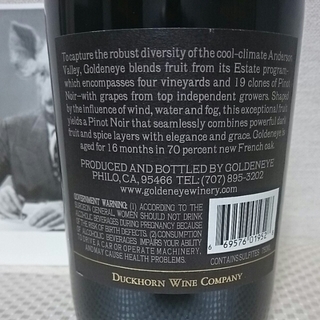 To capture the robust diversity of the cool-climate Anderson
Valley, Goldeneye blends fruit from its Estate program–
which encompasses four vineyards and 19 clones of Pinot
Noir–with grapes from top independent growers. Shaped
by the influence of wind, water and fog, this exceptional fruit
yields a Pinot Noir that seamlessly combines powerful dark
fruit and spice layers with elegance and grace. Goldeneye is
aged for 16 months in 70 percent new French oak.
PRODUCED AND BOTTLED BY GOLDENEYE
PHILO, CA, 95466 TEL: (707) 895-3202
www.goldeneyewinery.com
GOVERNMENT WARNING: (1) ACCORDING TO THE
SURGEON GENERAL, WOMEN SHOULD NOT DRINK
ALCOHOLIC BEVERAGES DURING PREGNANCY BECAUSE
OF THE RISK OF BIRTH DEFECTS. (2) CONSUMPTION
OF ALCOHOLIC BEVERAGES IMPAIRS YOUR ABILITY
TO DRIVE A CAR OR OPERATE MACHINERY,
AND MAY CAUSE HEALTH PROBLEMS.
69576 0195
CONTAINS SULFITES
DUCKHORN WINE COMPANY